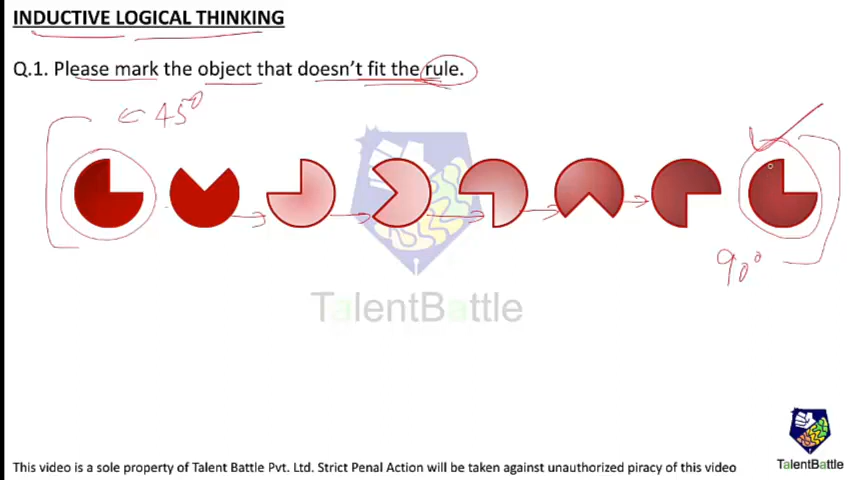 INDUCTIVE LOGICAL THINKING
Q.1. Please mark the object that doesn't fit the rule.
45°
90°
TalentBattle
TalentBattle
This video is a sole property of Talent Battle Pvt. Ltd. Strict Penal Action will be taken against unauthorized piracy of this video